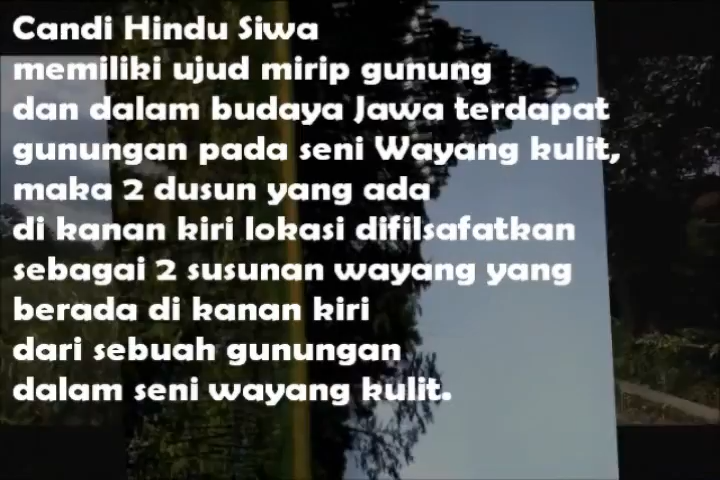 Candi Hindu Siwa
memiliki ujud mirip gunung
dan dalam budaya Jawa terdapat
gunungan pada seni Wayang kulit,
maka 2 dusun yang ada
di kanan kiri lokasi difilsafatkan
sebagai 2 susunan wayang yang
berada di kanan kiri
dari sebuah gunungan
dalam seni wayang kulit.